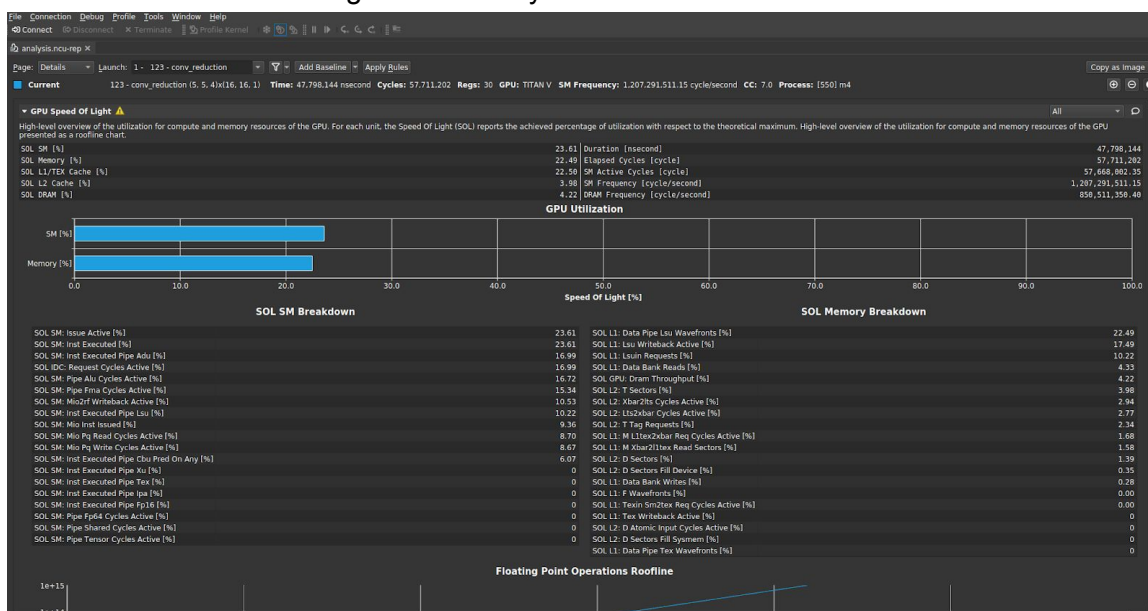 File Connection Debug Profile Tools Window Help
Connect Disconnect Terminate Profile Kernel
analysis.ncu-rep
Page: Details Launch: 1 - 123 - conv_reduction Add Baseline Apply Rules Copy as Image
Current 123 - conv_reduction (5, 5, 4)x(16, 16, 1) Time: 47,798,144 nsecond Cycles: 57,711,202 Regs: 30 GPU: TITAN V SM Frequency: 1,207,291,511.15 cycle/second CC: 7.0 Process: [550] m4
GPU Speed Of Light All
High-level overview of the utilization for compute and memory resources of the GPU. For each unit, the Speed Of Light (SOL) reports the achieved percentage of utilization with respect to the theoretical maximum. High-level overview of the utilization for compute and memory resources of the GPU
presented as a roofline chart.
SOL SM [%] 23.61 Duration [nsecond] 47,798,144
SOL Memory [%] 22.49 Elapsed Cycles [cycle] 57,711,202
SOL L1/TEX Cache [%] 22.50 SM Active Cycles [cycle] 57,668,002.35
SOL L2 Cache [%] 3.98 SM Frequency [cycle/second] 1,207,291,511.15
SOL DRAM [%] 4.22 DRAM Frequency [cycle/second] 850,511,350.40
GPU Utilization
SM [%]
Memory [%]
0.0 10.0 20.0 30.0 40.0 50.0 60.0 70.0 80.0 90.0 100.0
Speed Of Light [%]
SOL SM Breakdown
SOL SM: Issue Active [%] 23.61
SOL SM: Inst Executed [%] 23.61
SOL SM: Inst Executed Pipe Adu [%] 16.99
SOL IDC: Request Cycles Active [%] 16.99
SOL SM: Pipe Alu Cycles Active [%] 16.72
SOL SM: Pipe Fma Cycles Active [%] 15.34
SOL SM: Mio2rf Writeback Active [%] 10.53
SOL SM: Inst Executed Pipe Lsu [%] 10.22
SOL SM: Mio Inst Issued [%] 9.36
SOL SM: Mio Pq Read Cycles Active [%] 8.70
SOL SM: Mio Pq Write Cycles Active [%] 8.67
SOL SM: Inst Executed Pipe Cbu Pred On Any [%] 6.07
SOL SM: Inst Executed Pipe Xu [%] 0
SOL SM: Inst Executed Pipe Tex [%] 0
SOL SM: Inst Executed Pipe Ipa [%] 0
SOL SM: Inst Executed Pipe Fp16 [%] 0
SOL SM: Pipe Fp64 Cycles Active [%] 0
SOL SM: Pipe Shared Cycles Active [%] 0
SOL SM: Pipe Tensor Cycles Active [%] 0
SOL Memory Breakdown
SOL L1: Data Pipe Lsu Wavefronts [%] 22.49
SOL L1: Lsu Writeback Active [%] 17.49
SOL L1: Lsuin Requests [%] 10.22
SOL L1: Data Bank Reads [%] 4.33
SOL GPU: Dram Throughput [%] 4.22
SOL L2: T Sectors [%] 3.98
SOL L2: Xbar2lts Cycles Active [%] 2.94
SOL L2: Lts2xbar Cycles Active [%] 2.77
SOL L2: T Tag Requests [%] 2.34
SOL L1: M L1tex2xbar Req Cycles Active [%] 1.68
SOL L1: M Xbar2l1tex Read Sectors [%] 1.58
SOL L2: D Sectors [%] 1.39
SOL L2: D Sectors Fill Device [%] 0.35
SOL L1: Data Bank Writes [%] 0.28
SOL L1: F Wavefronts [%] 0.00
SOL L1: Texin Sm2tex Req Cycles Active [%] 0.00
SOL L1: Tex Writeback Active [%] 0
SOL L2: D Atomic Input Cycles Active [%] 0
SOL L2: D Sectors Fill Sysmem [%] 0
SOL L1: Data Pipe Tex Wavefronts [%] 0
Floating Point Operations Roofline
1e+15